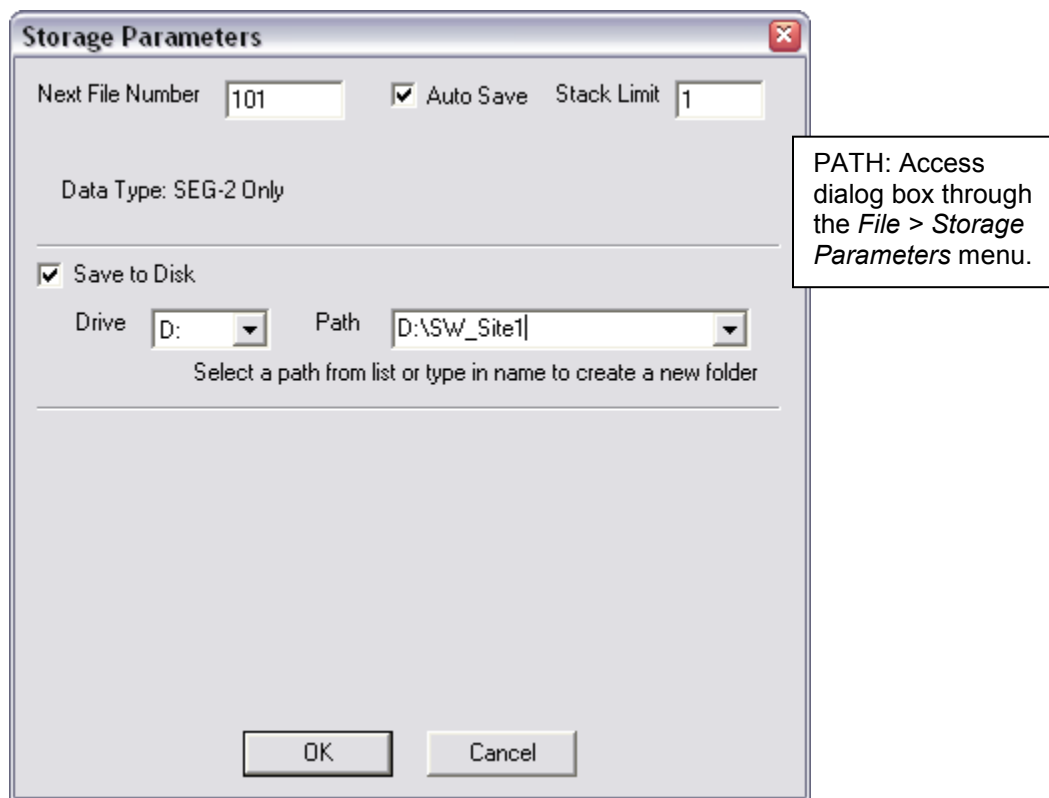 Storage Parameters
Next File Number 101 Auto Save Stack Limit 1
PATH: Access
dialog box through
the File > Storage
Parameters menu.
Data Type: SEG-2 Only
Save to Disk
Drive D: Path D:\SW_Site1
Select a path from list or type in name to create a new folder
OK Cancel